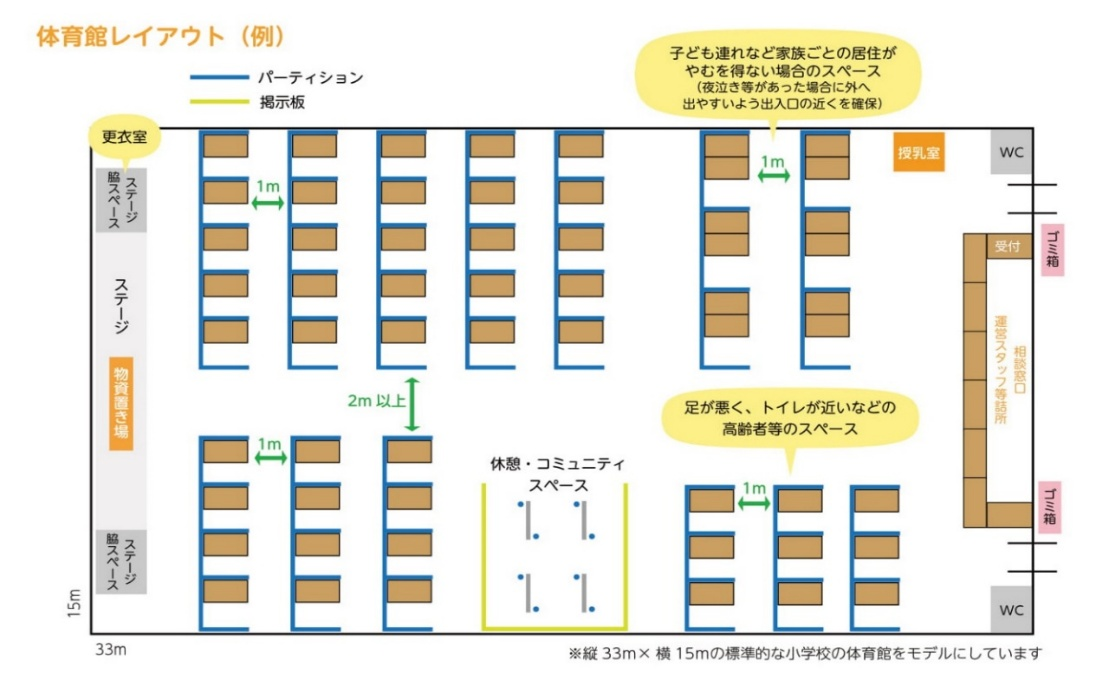 体育館レイアウト（例）
パーティション
掲示板
子ども連れなど家族ごとの居住が
やむを得ない場合のスペース
（夜泣き等があった場合に外へ
出やすいよう出入口の近くを確保）
更衣室
ステージ
脇スペース
1m
1m
授乳室
WC
ゴミ箱
受付
ステージ
物資置き場
相談窓口
運営スタッフ等詰所
2m 以上
足が悪く、トイレが近いなどの
高齢者等のスペース
1m
休憩・コミュニティ
スペース
1m
ゴミ箱
ステージ
脇スペース
WC
15m
33m
※縦 33m× 横 15mの標準的な小学校の体育館をモデルにしています